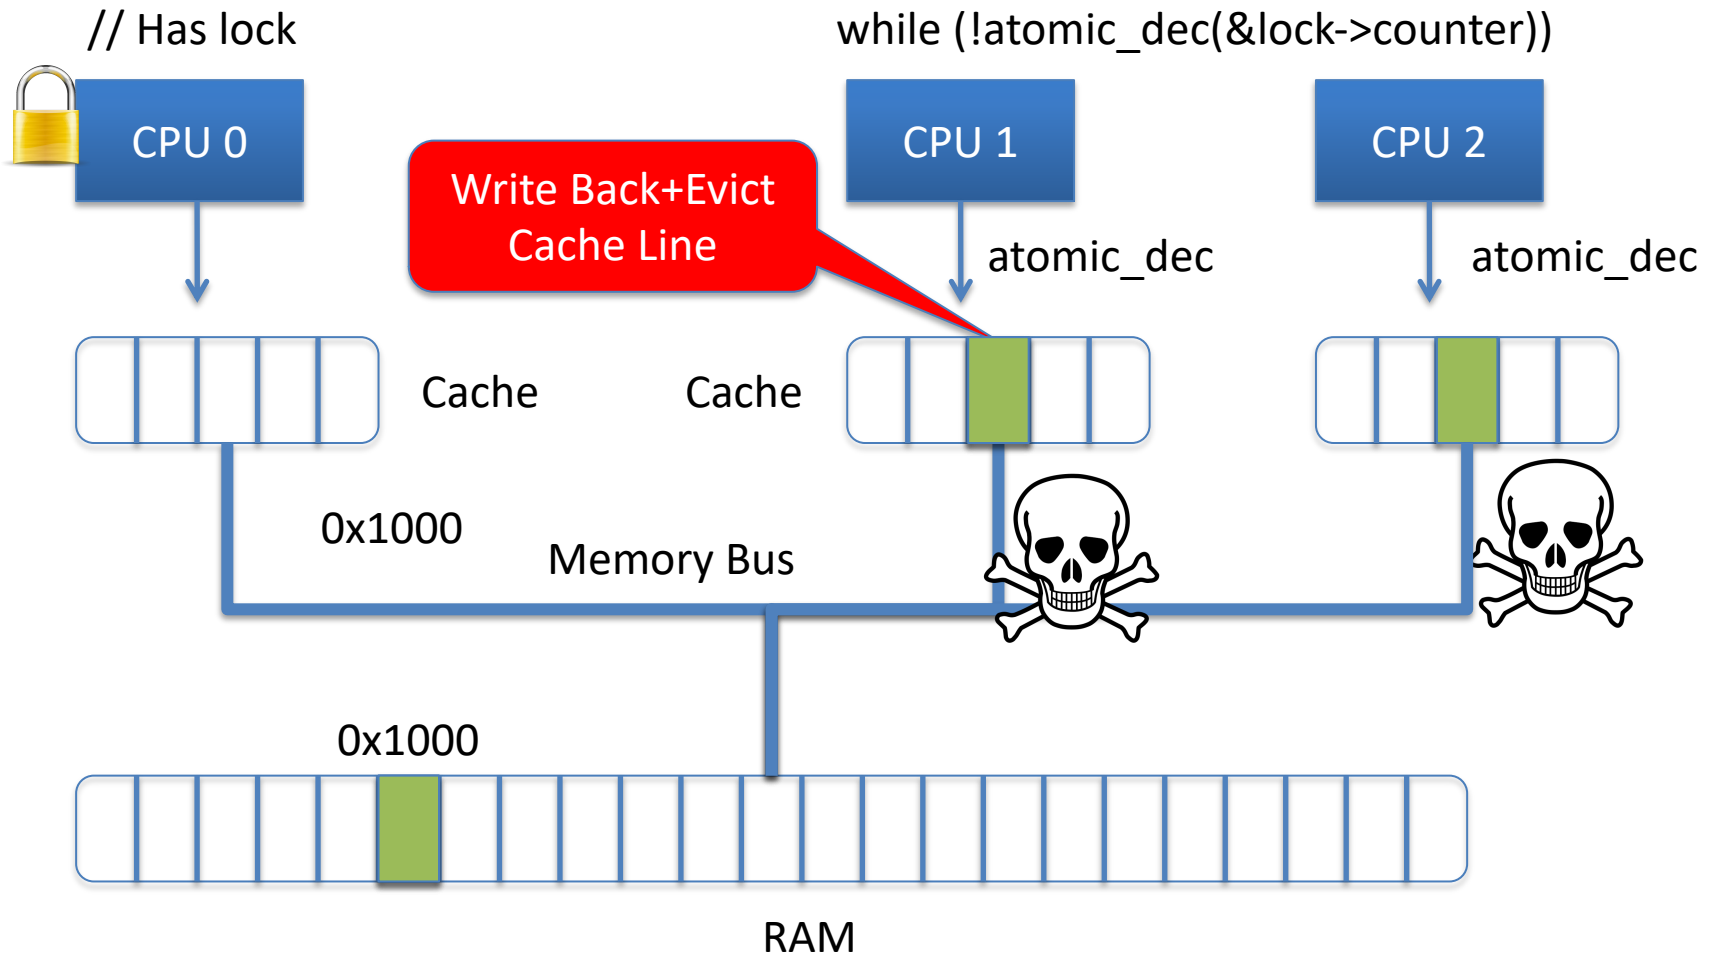 // Has lock
while (!atomic_dec(&lock->counter))
CPU 0
CPU 1
CPU 2
Write Back+Evict
Cache Line
atomic_dec
atomic_dec
Cache
Cache
0x1000
Memory Bus
0x1000
RAM